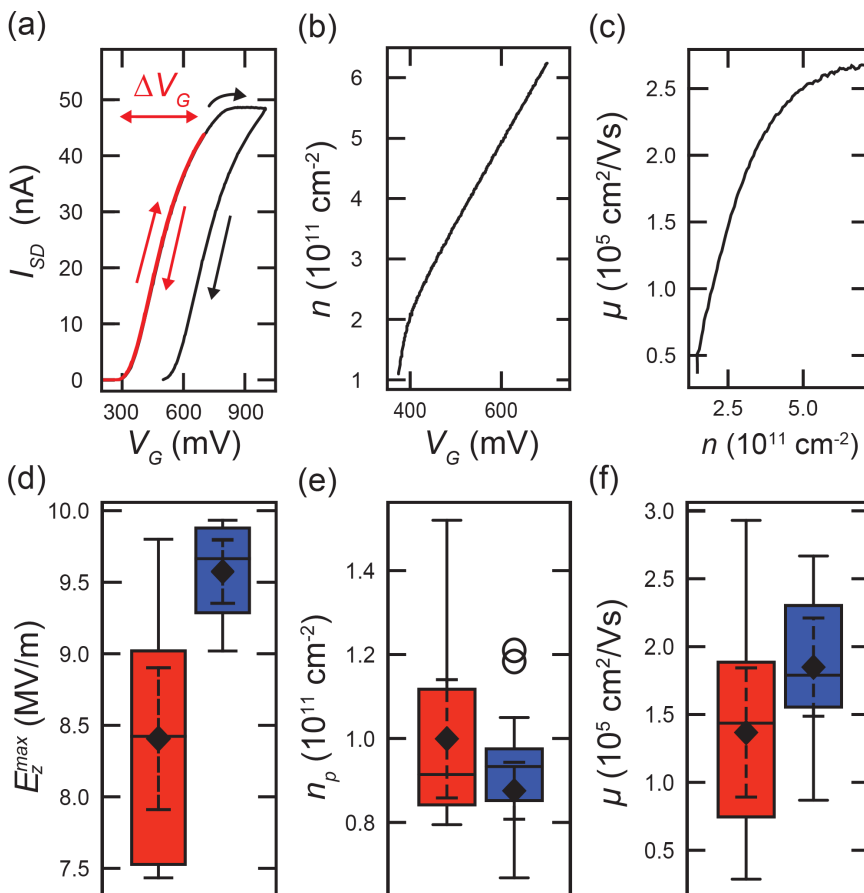 (a)
50
40
30
20
10
0
I_SD (nA)
ΔV_G
300 600 900
V_G (mV)
(b)
6
5
4
3
2
1
n (10^11 cm^-2)
400 600
V_G (mV)
(c)
2.5
2.0
1.5
1.0
0.5
μ (10^5 cm^2/Vs)
2.5 5.0
n (10^11 cm^-2)
(d)
10.0
9.5
9.0
8.5
8.0
7.5
E_z^max (MV/m)
(e)
1.4
1.2
1.0
0.8
n_p (10^11 cm^-2)
(f)
3.0
2.5
2.0
1.5
1.0
0.5
μ (10^5 cm^2/Vs)